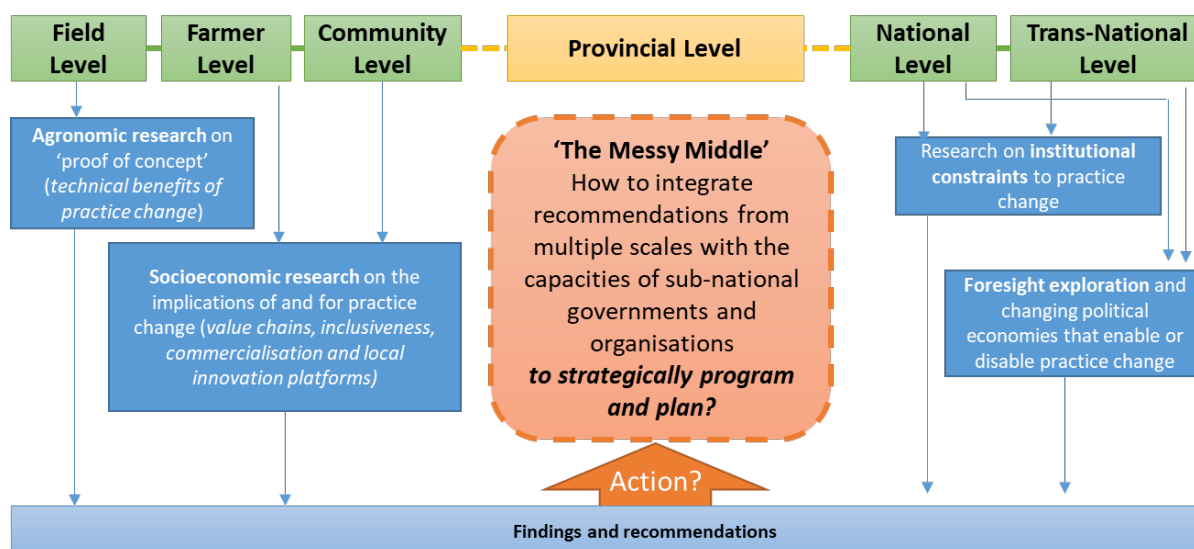 Field
Level
Farmer
Level
Community
Level
Provincial Level
National
Level
Trans-National
Level
Agronomic research on
‘proof of concept’
(technical benefits of
practice change)
Socioeconomic research on the
implications of and for practice
change (value chains, inclusiveness,
commercialisation and local
innovation platforms)
‘The Messy Middle’
How to integrate
recommendations from
multiple scales with the
capacities of sub-national
governments and
organisations
to strategically program
and plan?
Research on institutional
constraints to practice
change
Foresight exploration and
changing political
economies that enable or
disable practice change
Action?
Findings and recommendations